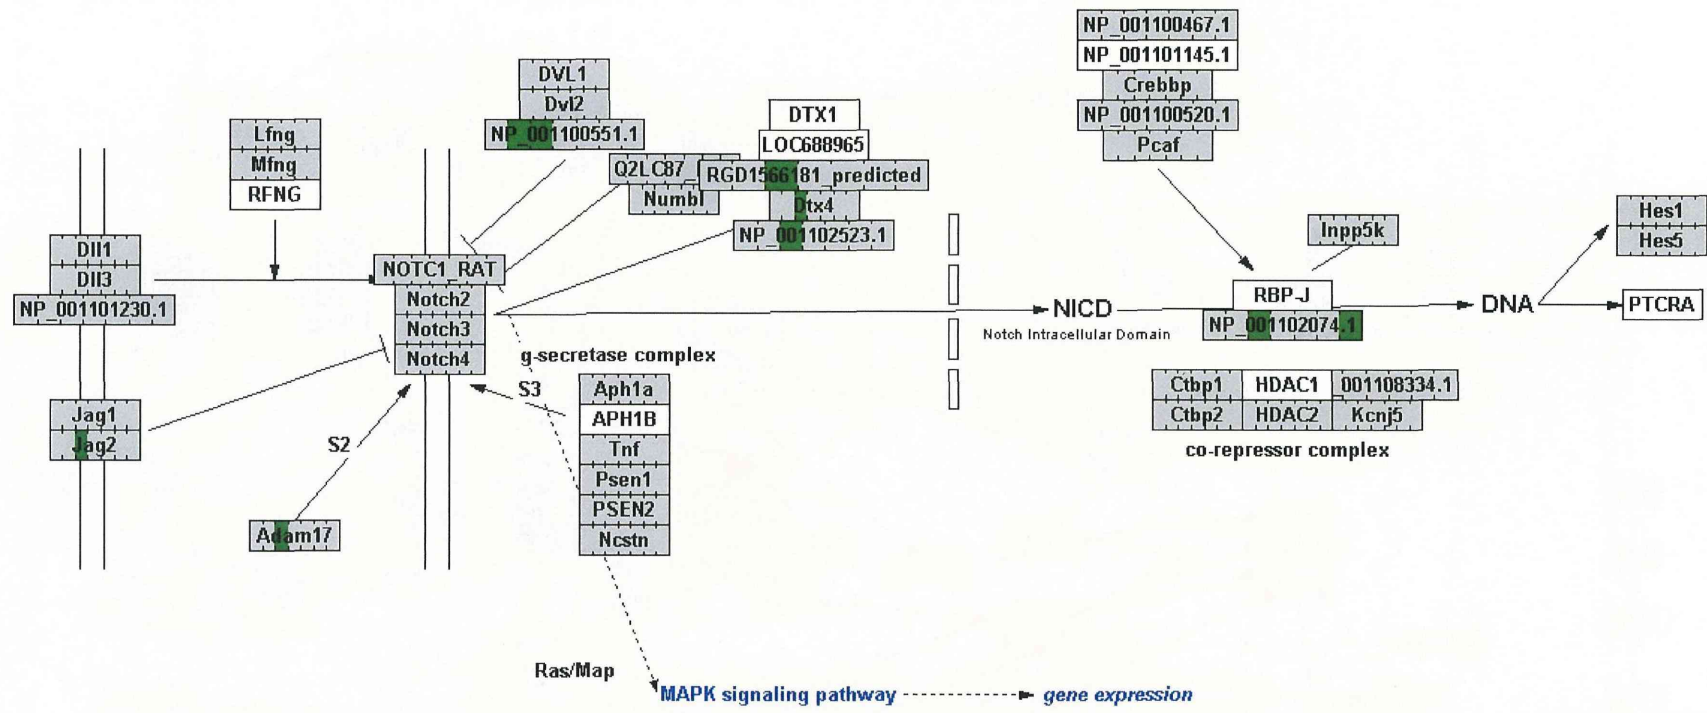 NP_001100467.1
NP_001101145.1
Crebbp
NP_001100520.1
Pcaf
DVL1
Dvl2
NP_001100551.1
DTX1
LOC688965
RGD1566181_predicted
Dtx4
NP_001102523.1
Q2LC87_
Numbl
Lfng
Mfng
RFNG
Dll1
Dll3
NP_001101230.1
NOTC1_RAT
Notch2
Notch3
Notch4
Inpp5k
Hes1
Hes5
RBP-J
NP_001102074.1
NICD
Notch Intracellular Domain
DNA
PTCRA
g-secretase complex
S3
Aph1a
APH1B
Tnf
Psen1
PSEN2
Ncstn
Ctbp1 HDAC1 _001108334.1
Ctbp2 HDAC2 Kcnj5
co-repressor complex
Jag1
Jag2
S2
Adam17
Ras/Map
MAPK signaling pathway
gene expression